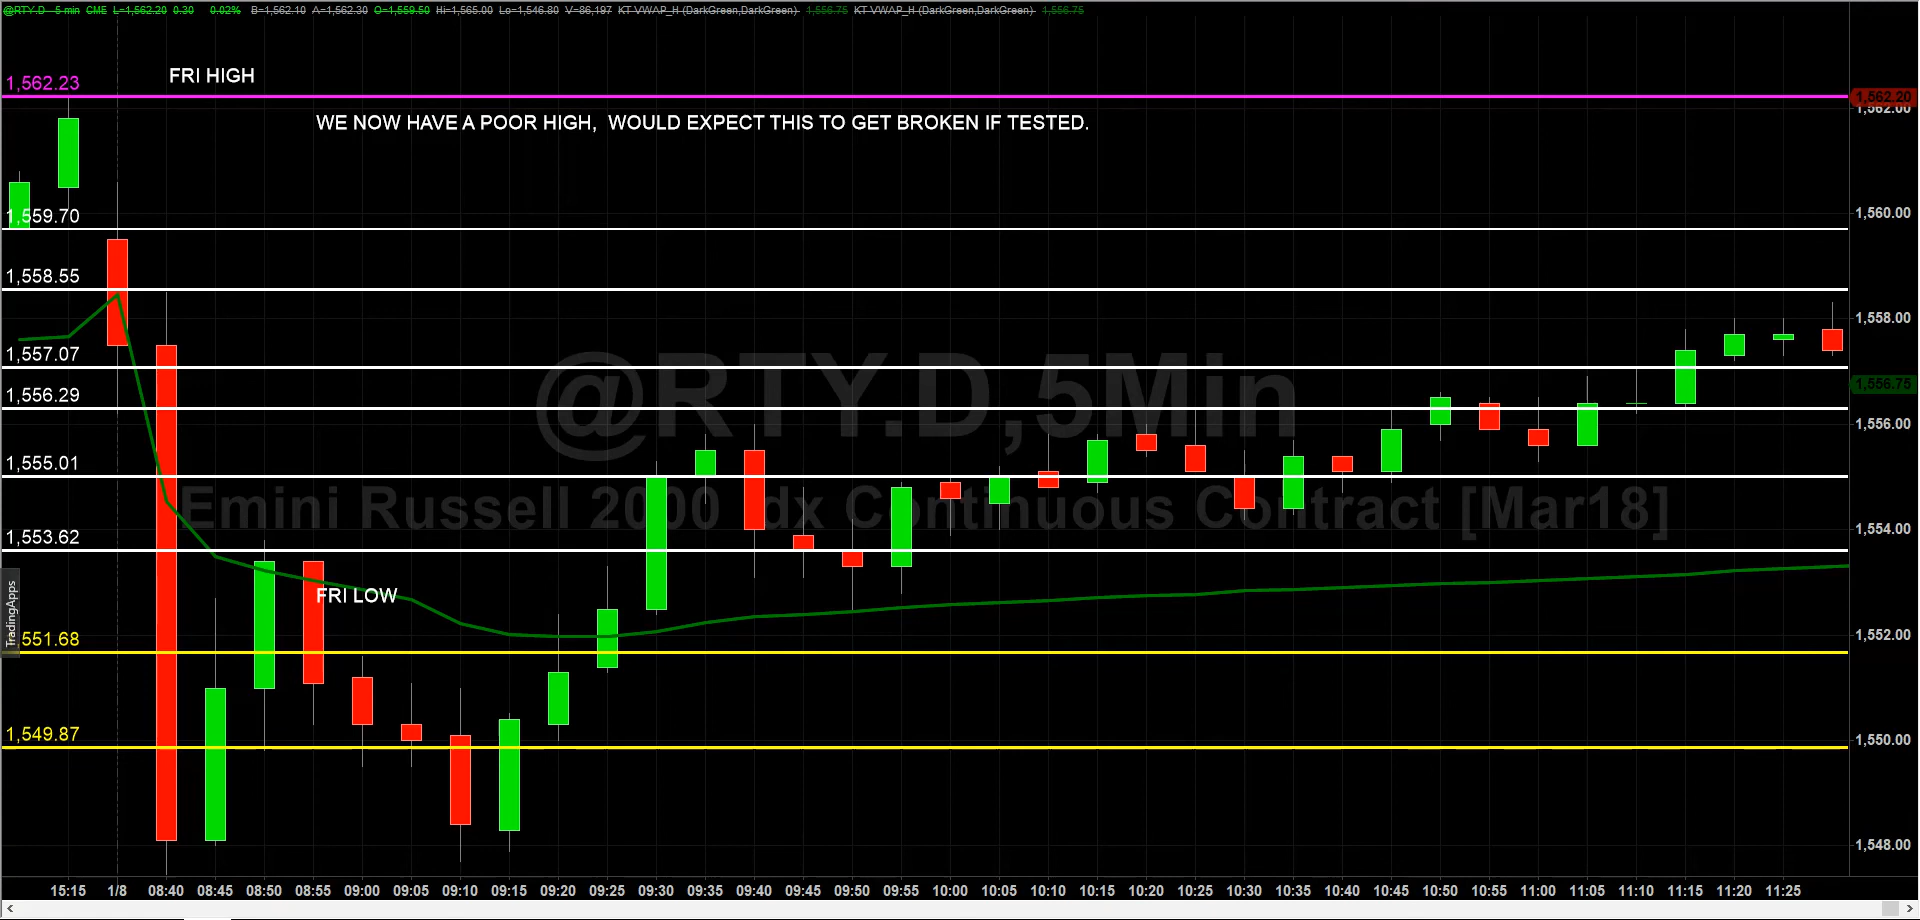 @RTY.D - 5 min CME L=1,562.20 0.30 0.02% B=1,562.10 A=1,562.30 O=1,559.50 Hi=1,565.00 Lo=1,546.80 V=86,197 KT VWAP_H (DarkGreen,DarkGreen) 1,556.75 KT VWAP_H (DarkGreen,DarkGreen) 1,556.75
FRI HIGH
1,562.23
1,562.20
1,562.00
WE NOW HAVE A POOR HIGH, WOULD EXPECT THIS TO GET BROKEN IF TESTED.
1,559.70
1,560.00
1,558.55
1,558.00
1,557.07
@RTY.D,5Min
1,556.75
1,556.29
1,556.00
1,555.01
Emini Russell 2000 Idx Continuous Contract [Mar18]
1,554.00
1,553.62
FRI LOW
TradingApps
551.68
1,552.00
1,549.87
1,550.00
1,548.00
15:15 1/8 08:40 08:45 08:50 08:55 09:00 09:05 09:10 09:15 09:20 09:25 09:30 09:35 09:40 09:45 09:50 09:55 10:00 10:05 10:10 10:15 10:20 10:25 10:30 10:35 10:40 10:45 10:50 10:55 11:00 11:05 11:10 11:15 11:20 11:25